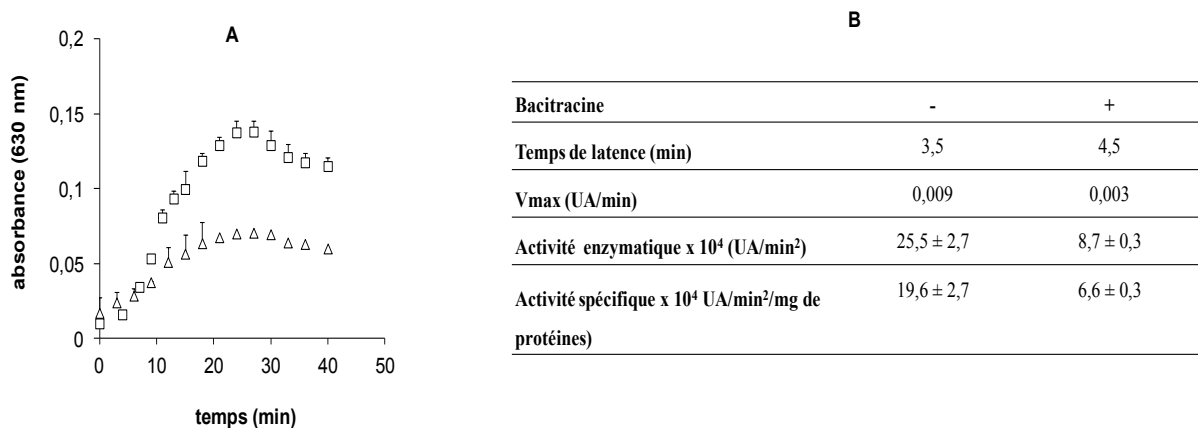 A
0,2
0,15
0,1
0,05
0
0 10 20 30 40 50
absorbance (630 nm)
temps (min)
B
Bacitracine - +
Temps de latence (min) 3,5 4,5
Vmax (UA/min) 0,009 0,003
Activité enzymatique x 10⁴ (UA/min²) 25,5 ± 2,7 8,7 ± 0,3
Activité spécifique x 10⁴ UA/min²/mg de 19,6 ± 2,7 6,6 ± 0,3
protéines)